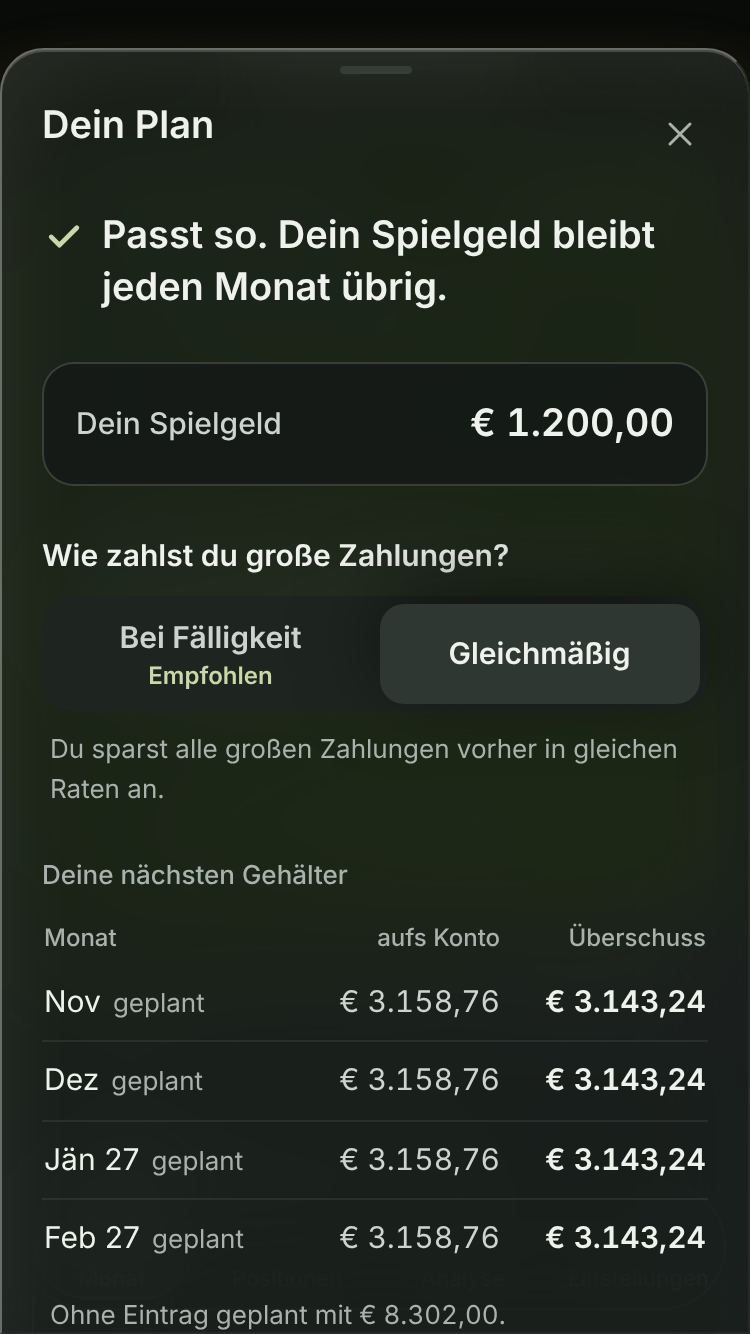 Dein Plan
Passt so. Dein Spielgeld bleibt
jeden Monat übrig.
Dein Spielgeld € 1.200,00
Wie zahlst du große Zahlungen?
Bei Fälligkeit
Empfohlen
Gleichmäßig
Du sparst alle großen Zahlungen vorher in gleichen
Raten an.
Deine nächsten Gehälter
Monat aufs Konto Überschuss
Nov geplant € 3.158,76 € 3.143,24
Dez geplant € 3.158,76 € 3.143,24
Jän 27 geplant € 3.158,76 € 3.143,24
Feb 27 geplant € 3.158,76 € 3.143,24
Monat Positionen Analyse Einstellungen
Ohne Eintrag geplant mit € 8.302,00.